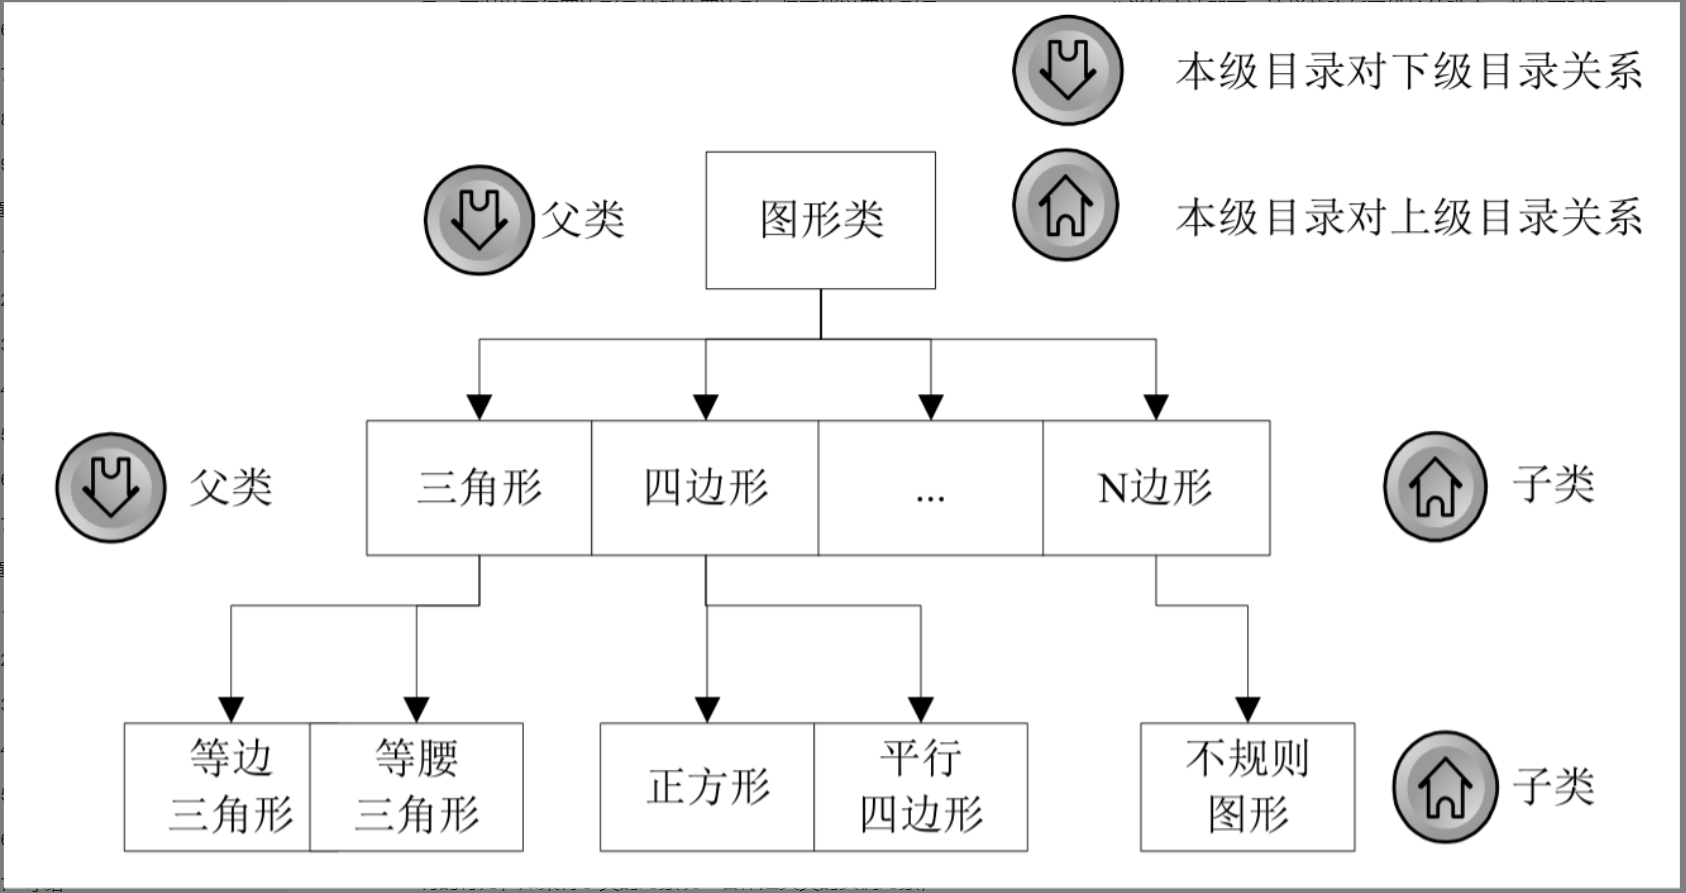 本级目录对下级目录关系
父类
图形类
本级目录对上级目录关系
父类
三角形
四边形
...
N边形
子类
等边
三角形
等腰
三角形
正方形
平行
四边形
不规则
图形
子类